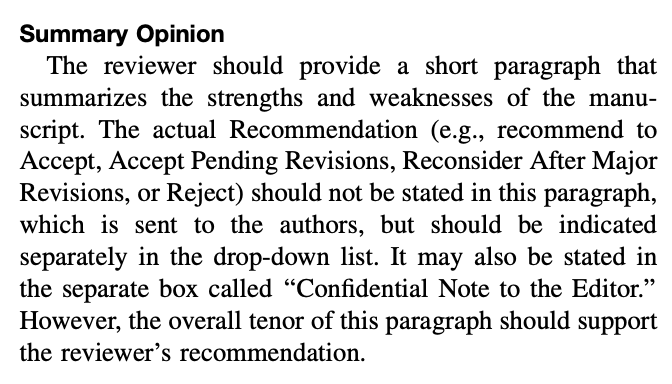 Summary Opinion
The reviewer should provide a short paragraph that
summarizes the strengths and weaknesses of the manu-
script. The actual Recommendation (e.g., recommend to
Accept, Accept Pending Revisions, Reconsider After Major
Revisions, or Reject) should not be stated in this paragraph,
which is sent to the authors, but should be indicated
separately in the drop-down list. It may also be stated in
the separate box called “Confidential Note to the Editor.”
However, the overall tenor of this paragraph should support
the reviewer’s recommendation.